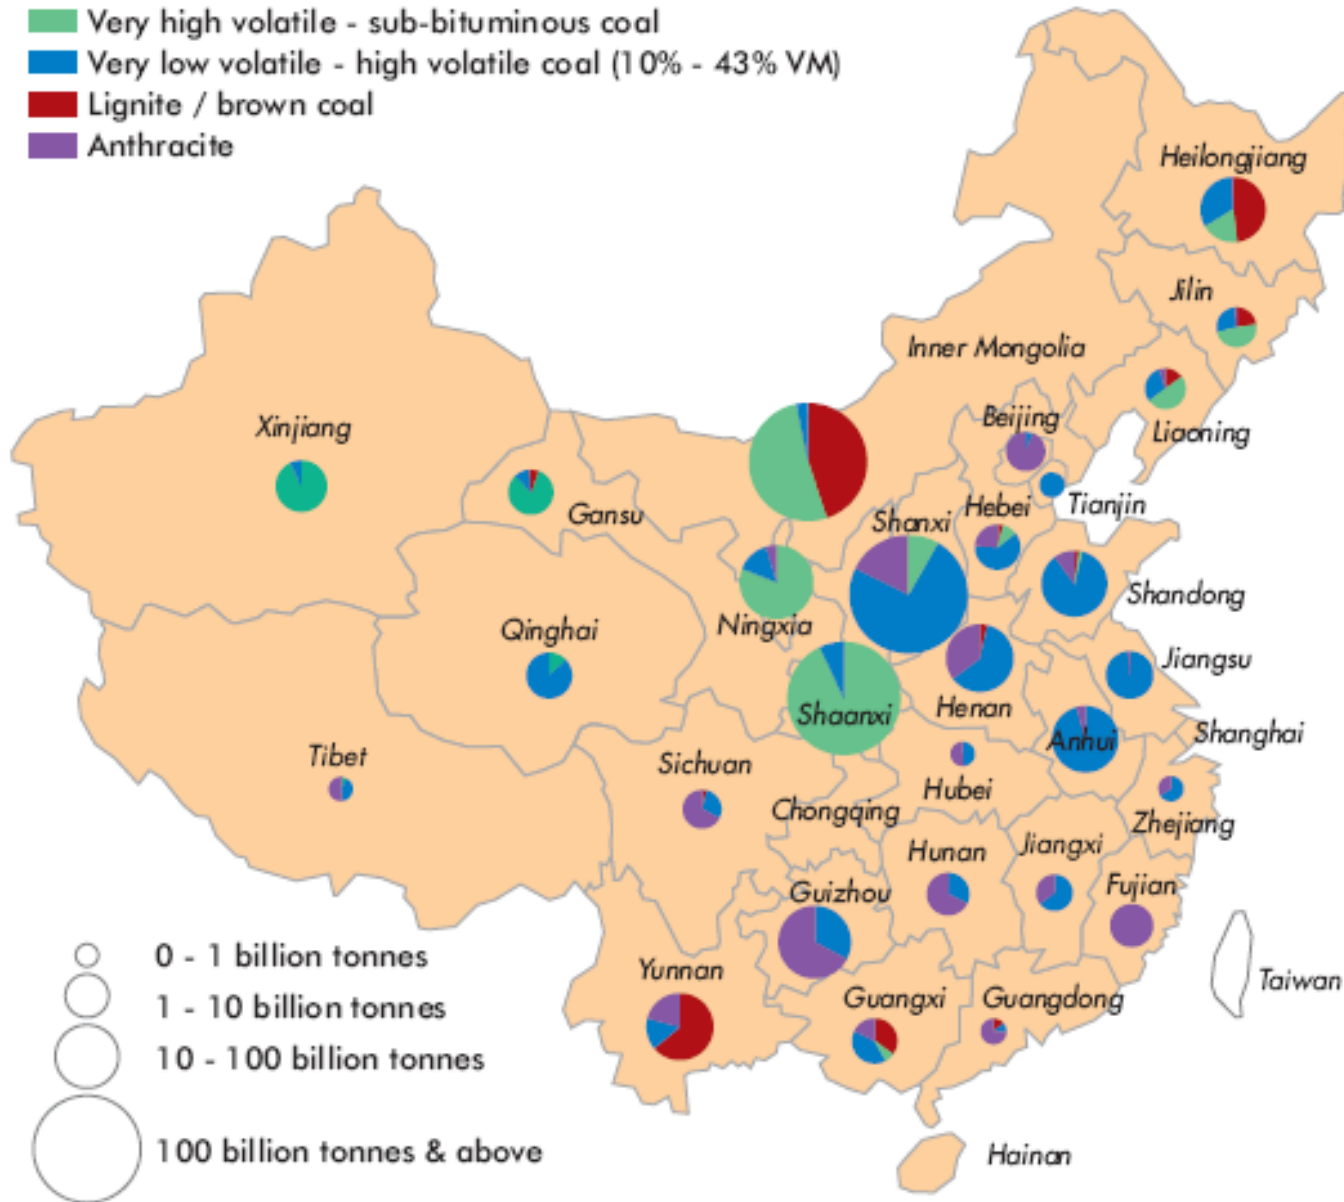 Very high volatile - sub-bituminous coal
Very low volatile - high volatile coal (10% - 43% VM)
Lignite / brown coal
Anthracite
Heilongjiang
Jilin
Inner Mongolia
Beijing
Liaoning
Xinjiang
Tianjin
Hebei
Gansu
Shanxi
Shandong
Ningxia
Qinghai
Jiangsu
Henan
Shaanxi
Shanghai
Anhui
Tibet
Sichuan
Hubei
Chongqing
Zhejiang
Hunan
Jiangxi
Guizhou
Fujian
Yunnan
Guangxi
Guangdong
Taiwan
Hainan
0 - 1 billion tonnes
1 - 10 billion tonnes
10 - 100 billion tonnes
100 billion tonnes & above